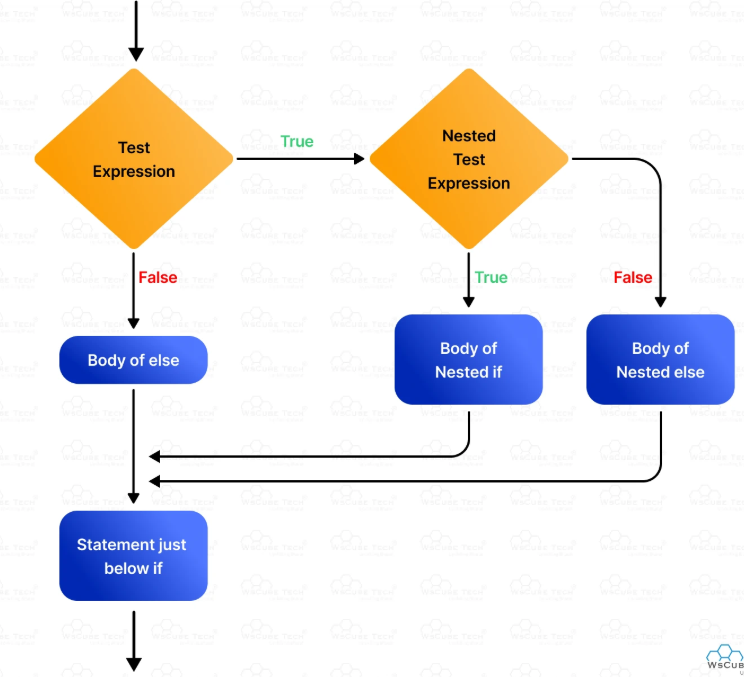 Test
Expression
True
Nested
Test
Expression
False
True
False
Body of else
Body of
Nested if
Body of
Nested else
Statement just
below if
WsCub